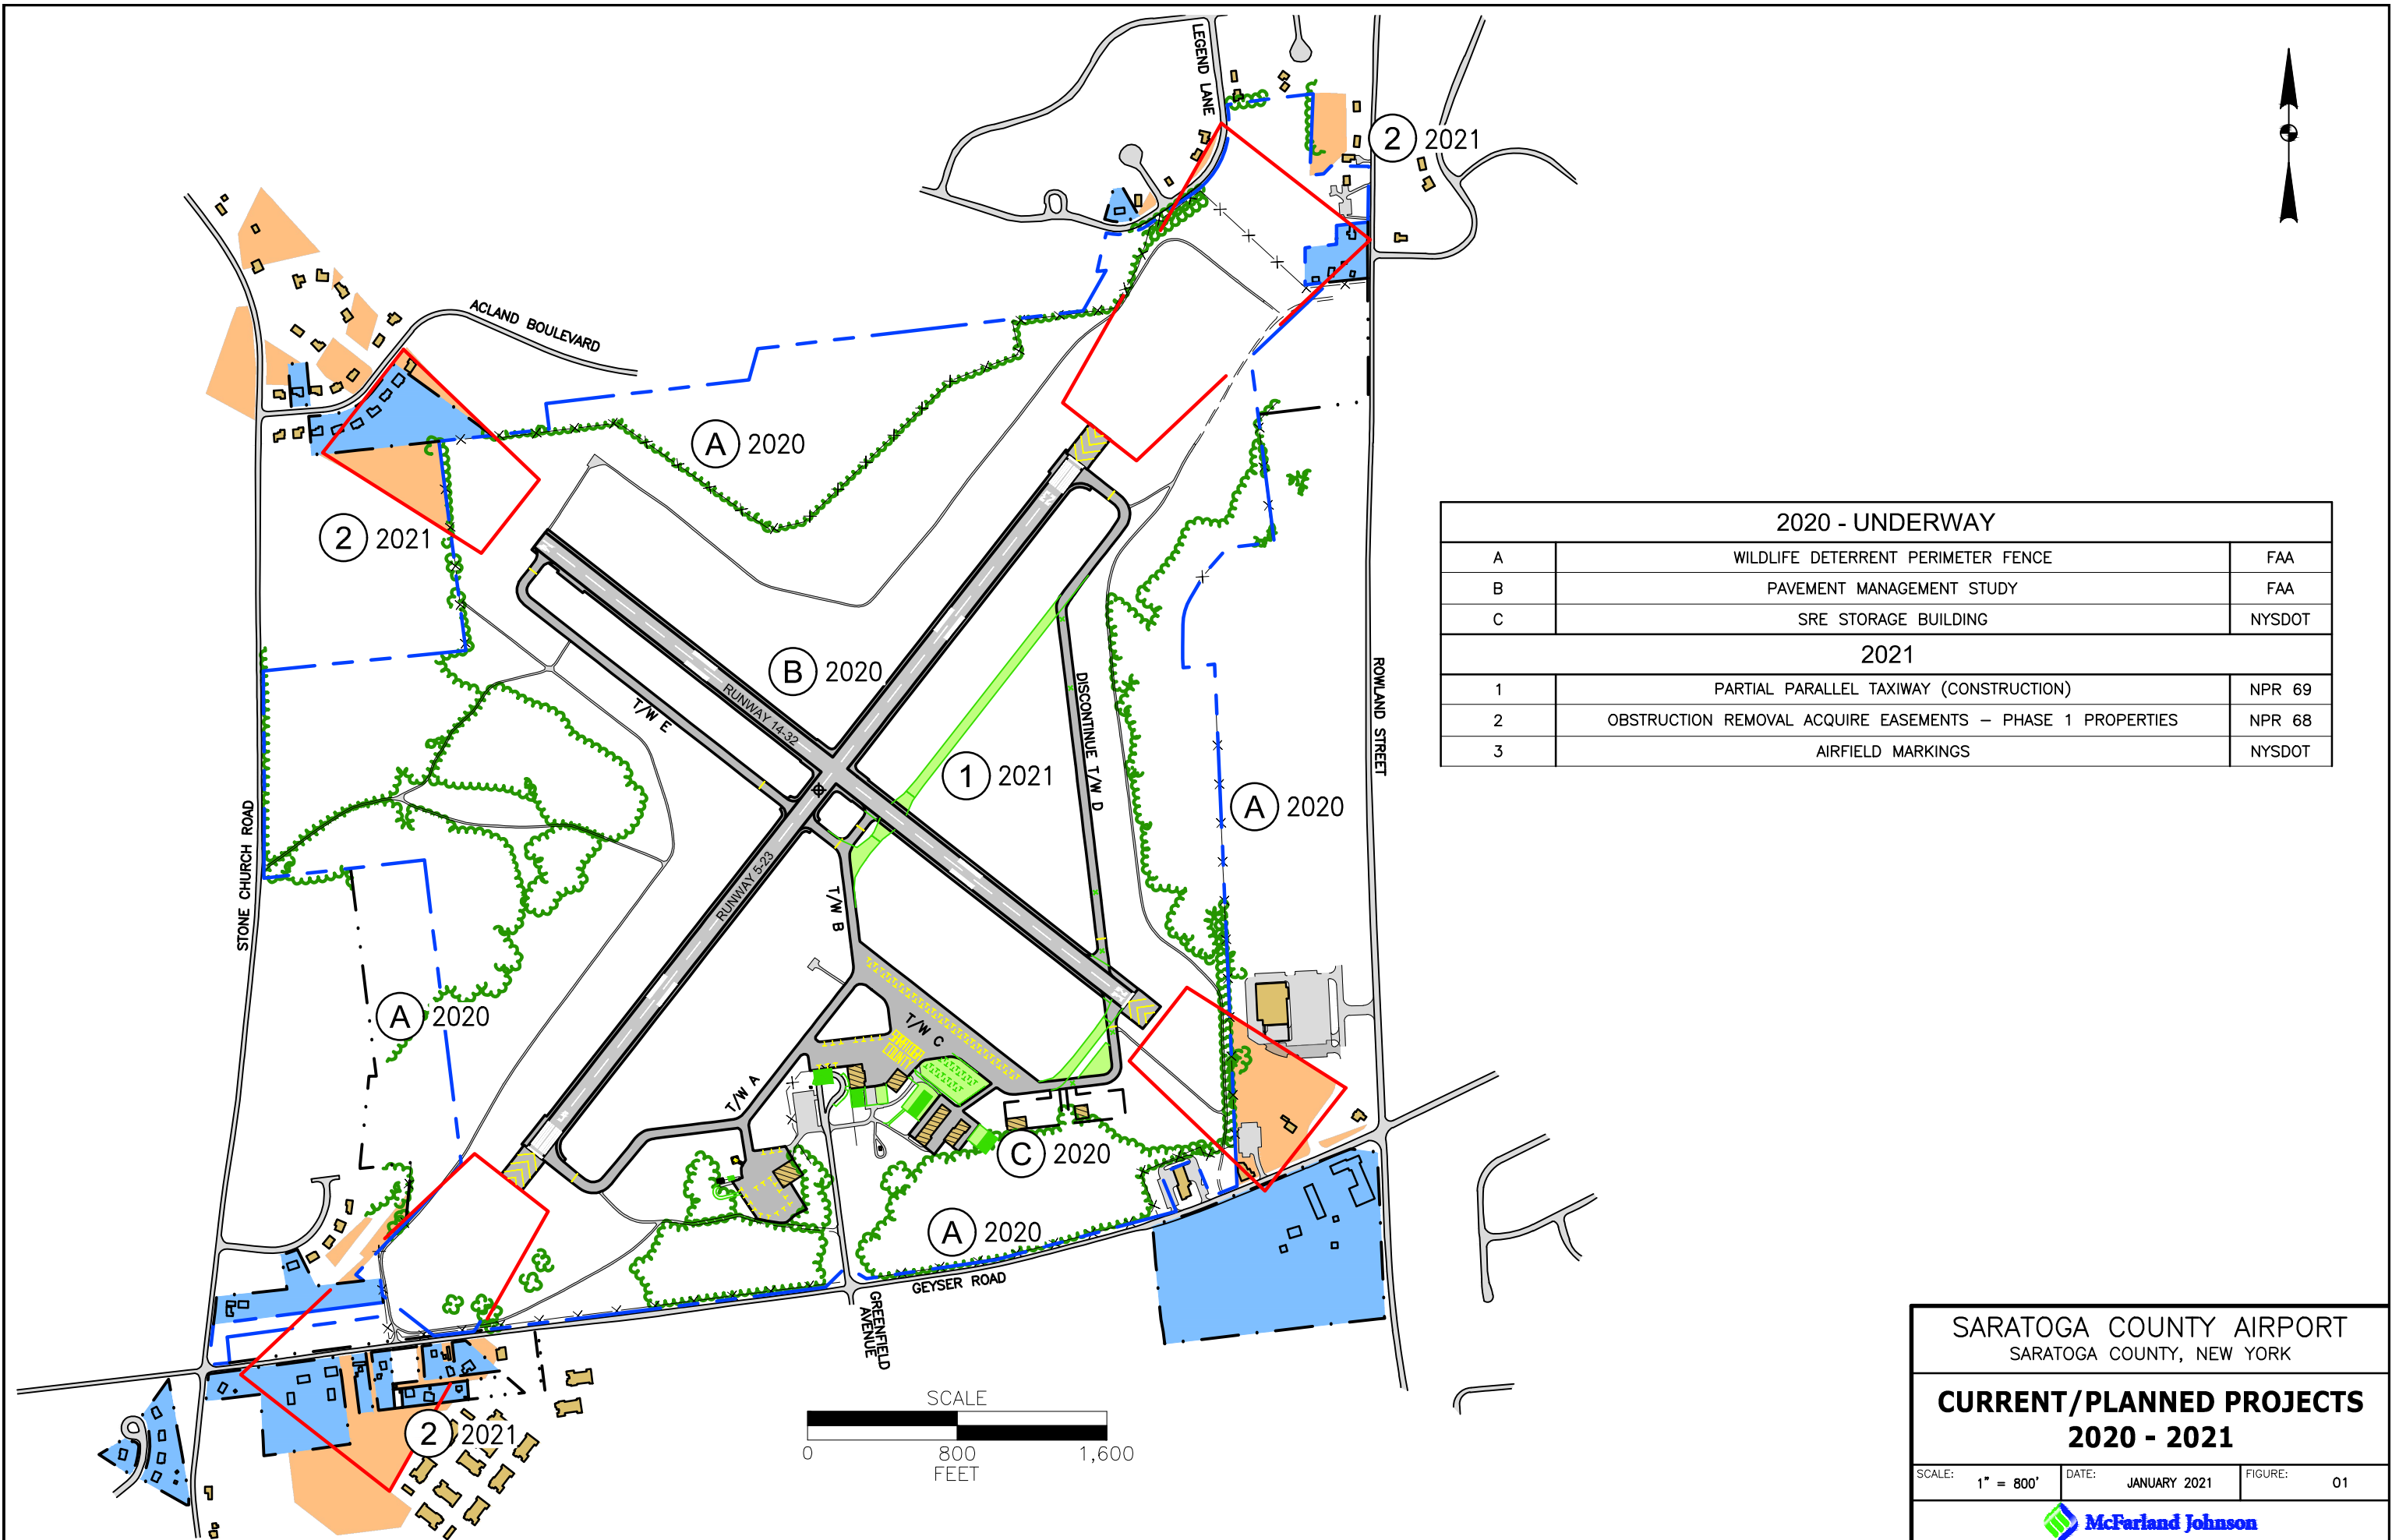 LEGEND LANE
2 2021
ACLAND BOULEVARD
A 2020
2 2021
2020 - UNDERWAY
A WILDLIFE DETERRENT PERIMETER FENCE FAA
B PAVEMENT MANAGEMENT STUDY FAA
C SRE STORAGE BUILDING NYSDOT
2021
1 PARTIAL PARALLEL TAXIWAY (CONSTRUCTION) NPR 69
2 OBSTRUCTION REMOVAL ACQUIRE EASEMENTS – PHASE 1 PROPERTIES NPR 68
3 AIRFIELD MARKINGS NYSDOT
B 2020
RUNWAY 14-32
T/W E
DISCONTINUE T/W D
ROWLAND STREET
1 2021
A 2020
STONE CHURCH ROAD
RUNWAY 5-23
T/W B
A 2020
T/W C
T/W A
C 2020
A 2020
GEYSER ROAD
GREENFIELD
AVENUE
2 2021
SCALE
0 800 1,600
FEET
SARATOGA COUNTY AIRPORT
SARATOGA COUNTY, NEW YORK
CURRENT/PLANNED PROJECTS
2020 - 2021
SCALE: 1" = 800' DATE: JANUARY 2021 FIGURE: 01
McFarland Johnson